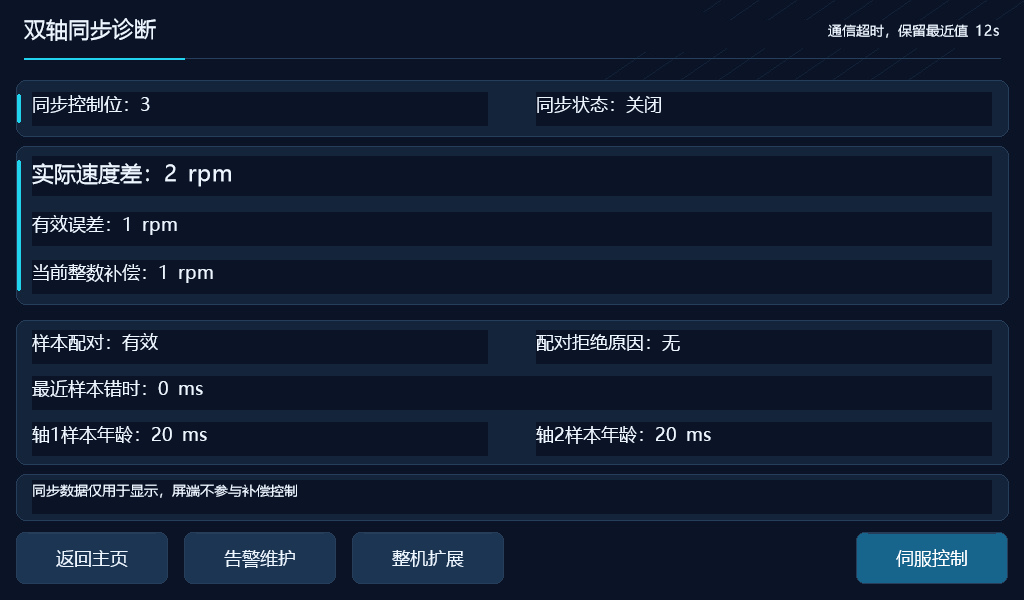 双轴同步诊断
通信超时，保留最近值 12s
同步控制位：3
同步状态：关闭
实际速度差：2 rpm
有效误差：1 rpm
当前整数补偿：1 rpm
样本配对：有效
配对拒绝原因：无
最近样本错时：0 ms
轴1样本年龄：20 ms
轴2样本年龄：20 ms
同步数据仅用于显示，屏端不参与补偿控制
返回主页
告警维护
整机扩展
伺服控制